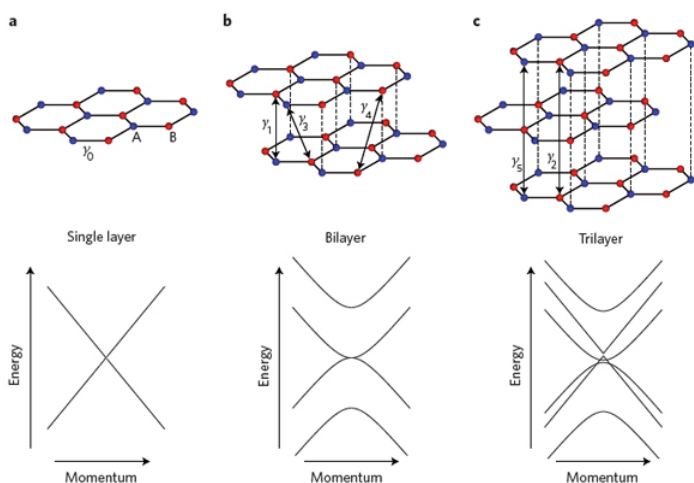 a
b
c
γ0
A
B
γ1
γ3
γ4
γ5
γ2
Single layer
Bilayer
Trilayer
Energy
Momentum
Energy
Momentum
Energy
Momentum